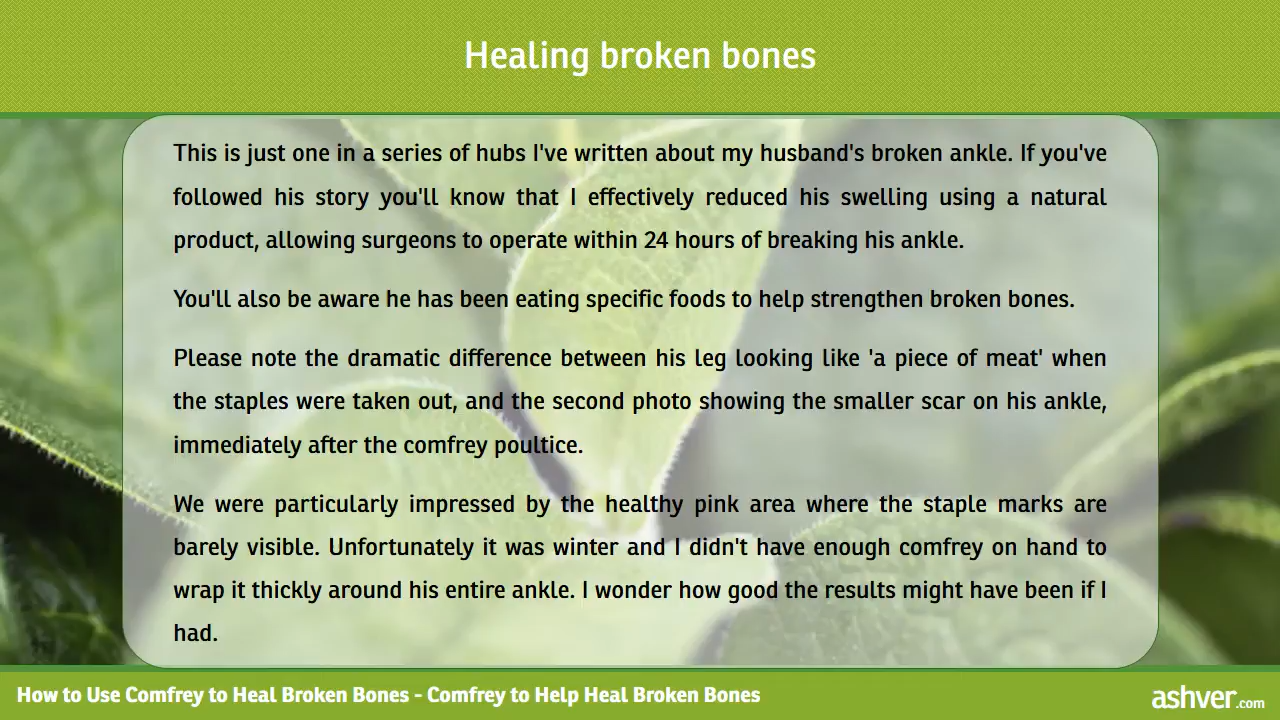 Healing broken bones
This is just one in a series of hubs I've written about my husband's broken ankle. If you've
followed his story you'll know that I effectively reduced his swelling using a natural
product, allowing surgeons to operate within 24 hours of breaking his ankle.
You'll also be aware he has been eating specific foods to help strengthen broken bones.
Please note the dramatic difference between his leg looking like 'a piece of meat' when
the staples were taken out, and the second photo showing the smaller scar on his ankle,
immediately after the comfrey poultice.
We were particularly impressed by the healthy pink area where the staple marks are
barely visible. Unfortunately it was winter and I didn't have enough comfrey on hand to
wrap it thickly around his entire ankle. I wonder how good the results might have been if I
had.
How to Use Comfrey to Heal Broken Bones - Comfrey to Help Heal Broken Bones
ashver.com